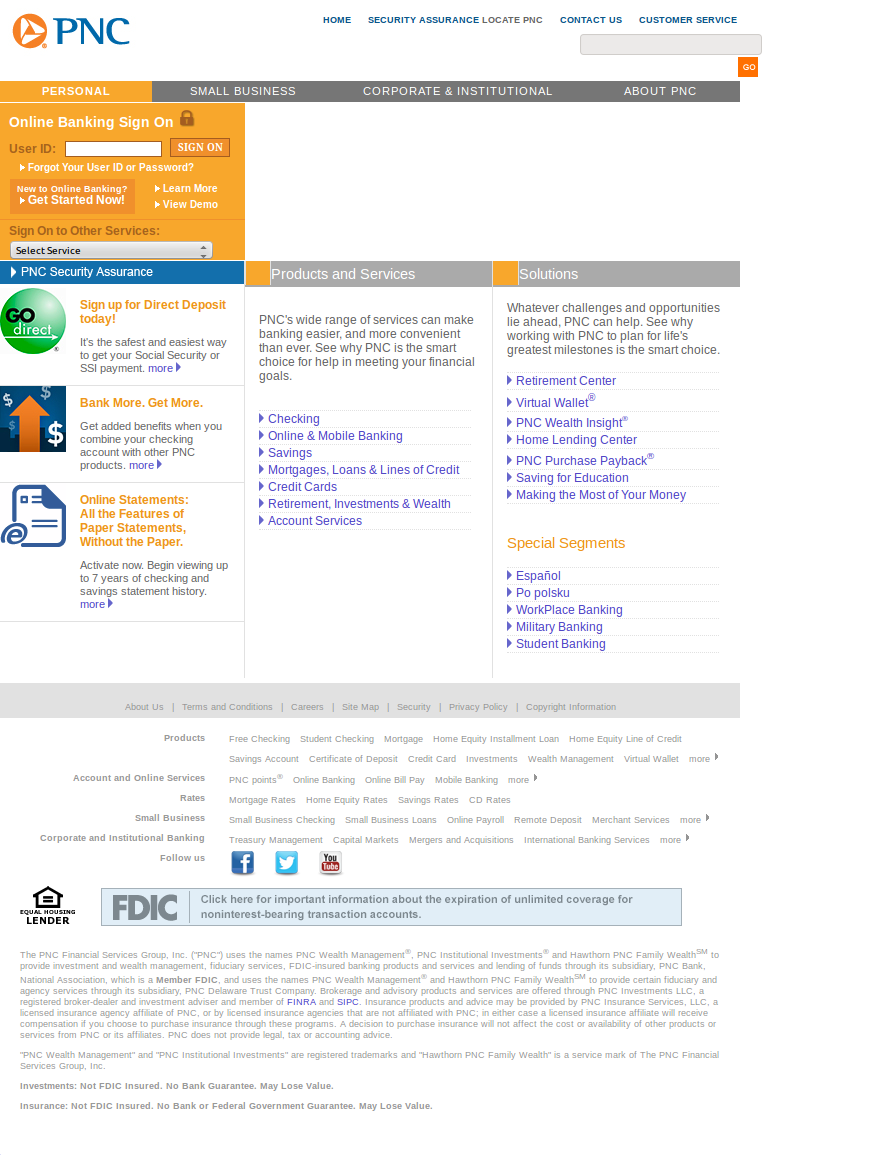 PNC
HOME SECURITY ASSURANCE LOCATE PNC CONTACT US CUSTOMER SERVICE
GO
PERSONAL SMALL BUSINESS CORPORATE & INSTITUTIONAL ABOUT PNC
Online Banking Sign On
User ID: SIGN ON
Forgot Your User ID or Password?
New to Online Banking?
Get Started Now!
Learn More
View Demo
Sign On to Other Services:
Select Service
PNC Security Assurance
GO
direct®
Sign up for Direct Deposit
today!
It's the safest and easiest way
to get your Social Security or
SSI payment. more
Bank More. Get More.
Get added benefits when you
combine your checking
account with other PNC
products. more
Online Statements:
All the Features of
Paper Statements,
Without the Paper.
Activate now. Begin viewing up
to 7 years of checking and
savings statement history.
more
Products and Services
PNC's wide range of services can make
banking easier, and more convenient
than ever. See why PNC is the smart
choice for help in meeting your financial
goals.
Checking
Online & Mobile Banking
Savings
Mortgages, Loans & Lines of Credit
Credit Cards
Retirement, Investments & Wealth
Account Services
Solutions
Whatever challenges and opportunities
lie ahead, PNC can help. See why
working with PNC to plan for life's
greatest milestones is the smart choice.
Retirement Center
Virtual Wallet®
PNC Wealth Insight®
Home Lending Center
PNC Purchase Payback®
Saving for Education
Making the Most of Your Money
Special Segments
Español
Po polsku
WorkPlace Banking
Military Banking
Student Banking
About Us | Terms and Conditions | Careers | Site Map | Security | Privacy Policy | Copyright Information
Products Free Checking Student Checking Mortgage Home Equity Installment Loan Home Equity Line of Credit
Savings Account Certificate of Deposit Credit Card Investments Wealth Management Virtual Wallet more
Account and Online Services PNC points® Online Banking Online Bill Pay Mobile Banking more
Rates Mortgage Rates Home Equity Rates Savings Rates CD Rates
Small Business Small Business Checking Small Business Loans Online Payroll Remote Deposit Merchant Services more
Corporate and Institutional Banking Treasury Management Capital Markets Mergers and Acquisitions International Banking Services more
Follow us You Tube
EQUAL HOUSING
LENDER
FDIC
Click here for important information about the expiration of unlimited coverage for
noninterest-bearing transaction accounts.
The PNC Financial Services Group, Inc. ("PNC") uses the names PNC Wealth Management®, PNC Institutional Investments® and Hawthorn PNC Family WealthSM to
provide investment and wealth management, fiduciary services, FDIC-insured banking products and services and lending of funds through its subsidiary, PNC Bank,
National Association, which is a Member FDIC, and uses the names PNC Wealth Management® and Hawthorn PNC Family WealthSM to provide certain fiduciary and
agency services through its subsidiary, PNC Delaware Trust Company. Brokerage and advisory products and services are offered through PNC Investments LLC, a
registered broker-dealer and investment adviser and member of FINRA and SIPC. Insurance products and advice may be provided by PNC Insurance Services, LLC, a
licensed insurance agency affiliate of PNC, or by licensed insurance agencies that are not affiliated with PNC; in either case a licensed insurance affiliate will receive
compensation if you choose to purchase insurance through these programs. A decision to purchase insurance will not affect the cost or availability of other products or
services from PNC or its affiliates. PNC does not provide legal, tax or accounting advice.
"PNC Wealth Management" and "PNC Institutional Investments" are registered trademarks and "Hawthorn PNC Family Wealth" is a service mark of The PNC Financial
Services Group, Inc.
Investments: Not FDIC Insured. No Bank Guarantee. May Lose Value.
Insurance: Not FDIC Insured. No Bank or Federal Government Guarantee. May Lose Value.